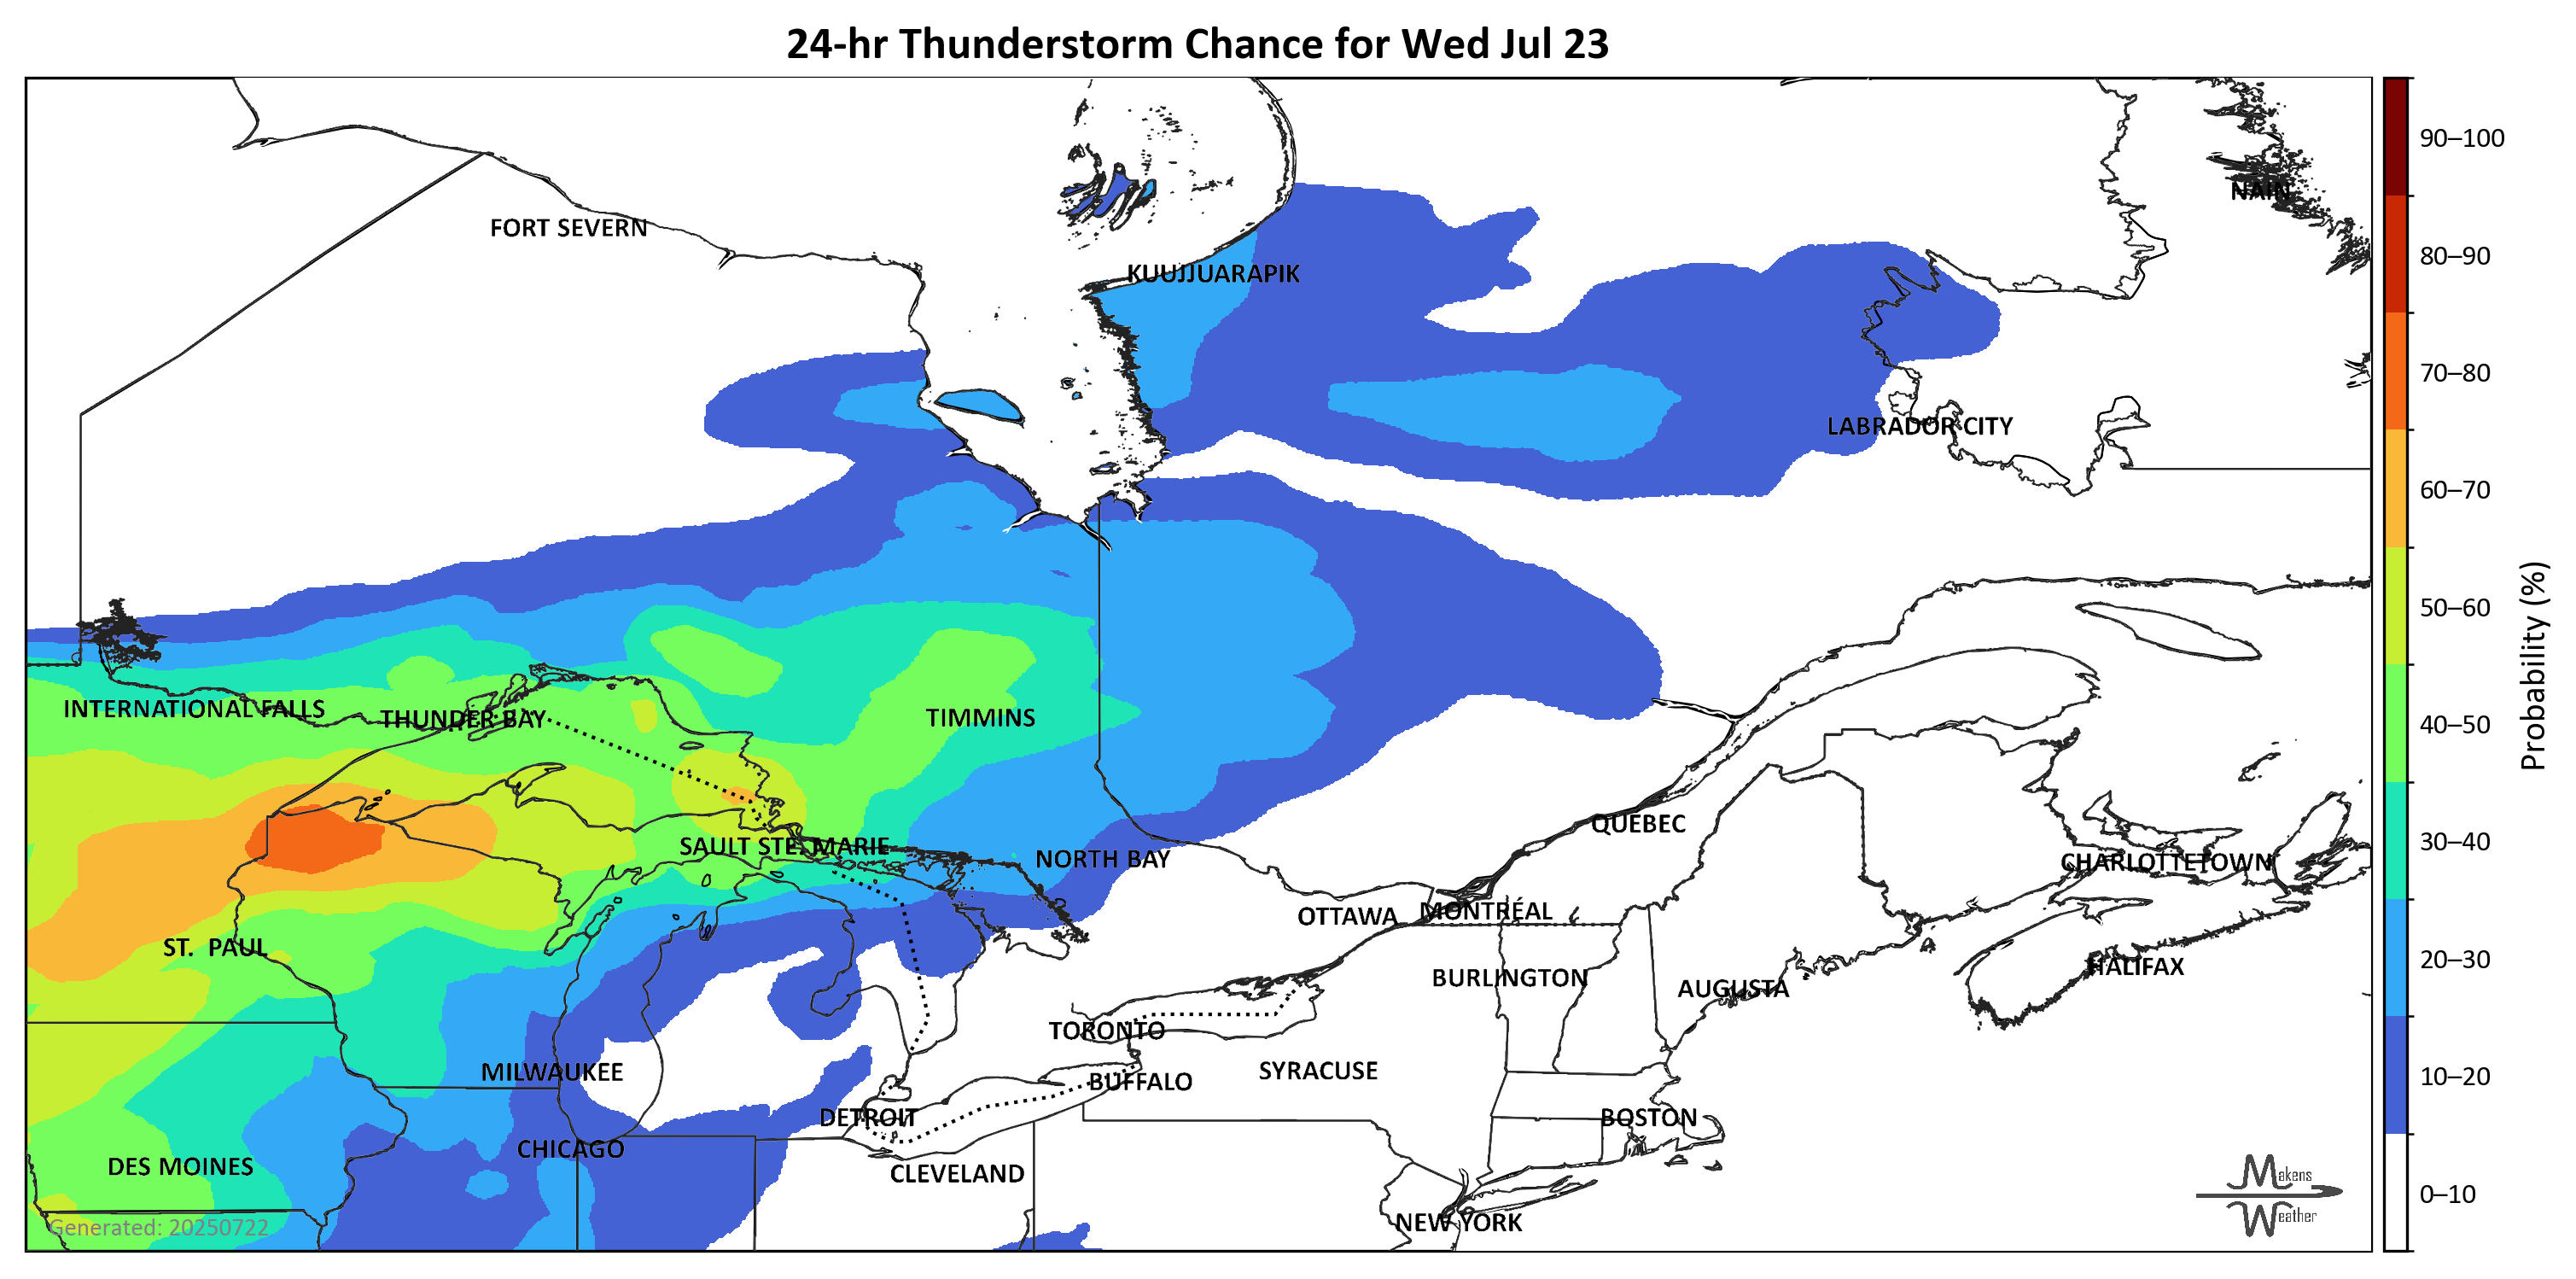 24-hr Thunderstorm Chance for Wed Jul 23
90–100
NAIN
FORT SEVERN
80–90
KUUJJUARAPIK
70–80
LABRADOR CITY
60–70
50–60
INTERNATIONAL FALLS
THUNDER BAY
TIMMINS
40–50
Probability (%)
QUEBEC
30–40
SAULT STE. MARIE
NORTH BAY
CHARLOTTETOWN
OTTAWA
MONTRÉAL
ST. PAUL
20–30
BURLINGTON
HALIFAX
AUGUSTA
TORONTO
MILWAUKEE
SYRACUSE
BUFFALO
10–20
DETROIT
BOSTON
CHICAGO
DES MOINES
CLEVELAND
Makens
Weather
0–10
NEW YORK
Generated: 20250722